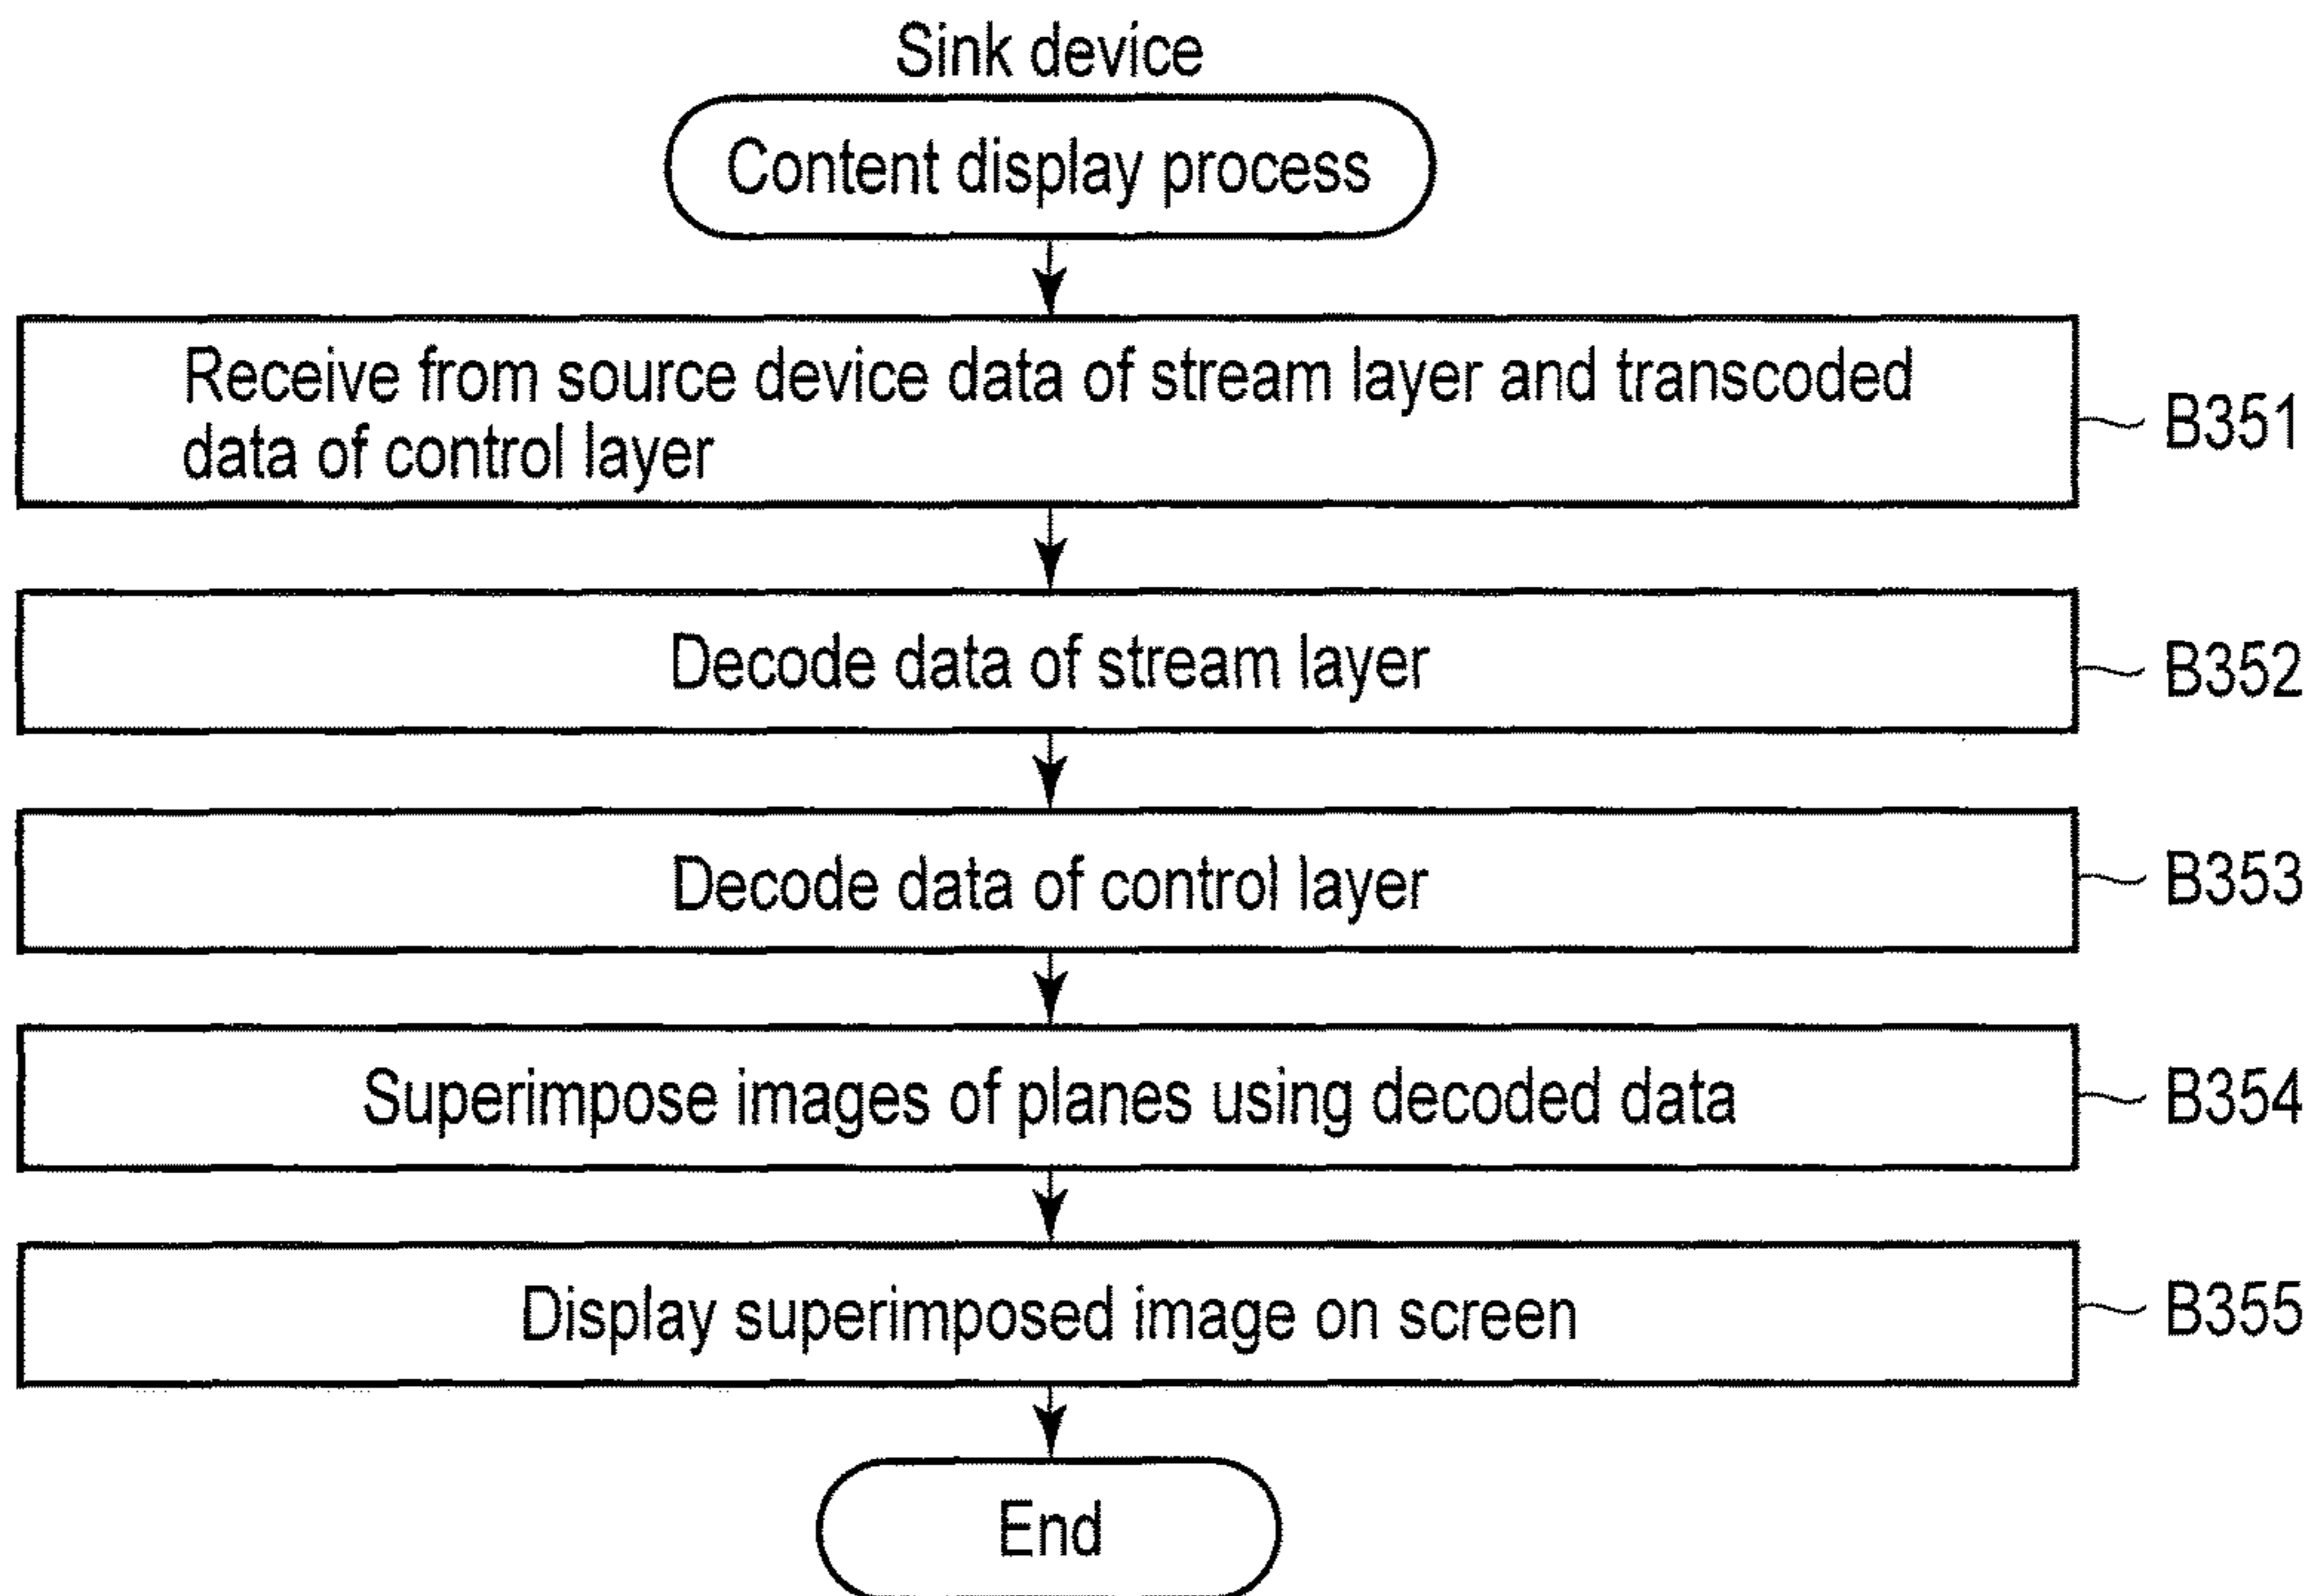 Sink device
Content display process
Receive from source device data of stream layer and transcoded
data of control layer
B351
Decode data of stream layer
B352
Decode data of control layer
B353
Superimpose images of planes using decoded data
B354
Display superimposed image on screen
B355
End